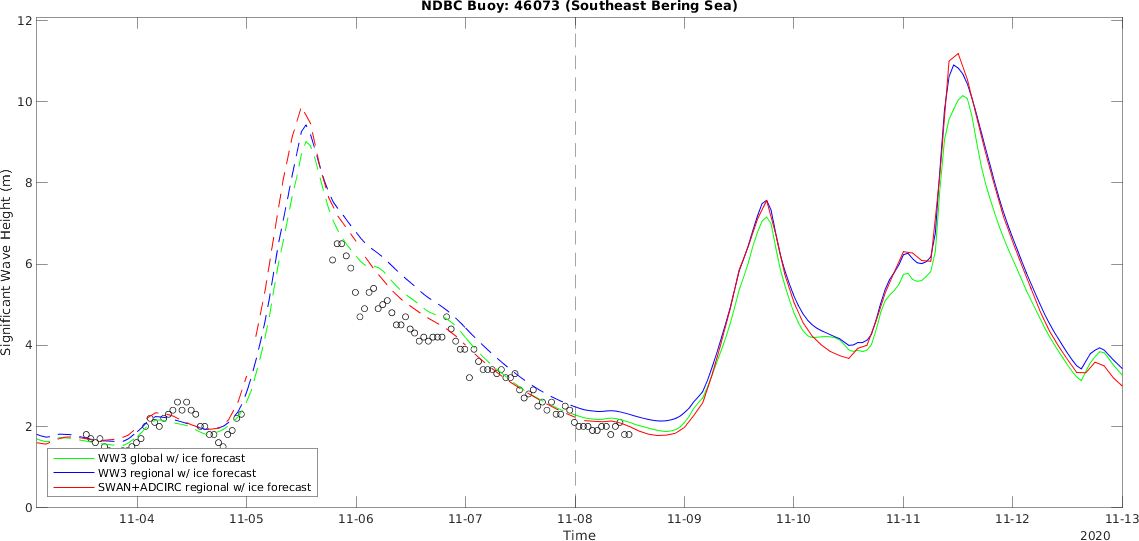 NDBC Buoy: 46073 (Southeast Bering Sea)
12
10
8
6
4
2
0
Significant Wave Height (m)
WW3 global w/ ice forecast
WW3 regional w/ ice forecast
SWAN+ADCIRC regional w/ ice forecast
11-04 11-05 11-06 11-07 11-08 11-09 11-10 11-11 11-12 11-13
Time
2020